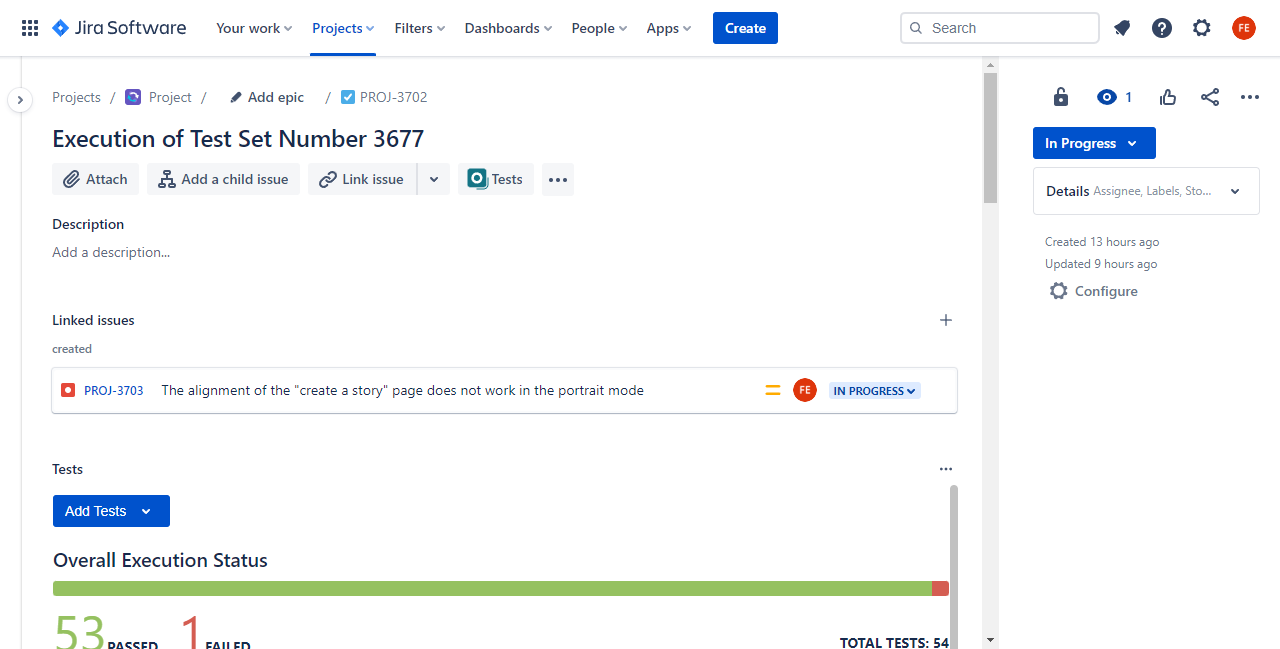 Jira Software Your work Projects Filters Dashboards People Apps Create Search FE
Projects / Project / Add epic / PROJ-3702
1
Execution of Test Set Number 3677
In Progress
Attach Add a child issue Link issue Tests
Details Assignee, Labels, Sto...
Description
Add a description...
Created 13 hours ago
Updated 9 hours ago
Configure
Linked issues
created
PROJ-3703 The alignment of the "create a story" page does not work in the portrait mode FE IN PROGRESS
Tests
Add Tests
Overall Execution Status
53 PASSED 1 FAILED TOTAL TESTS: 54